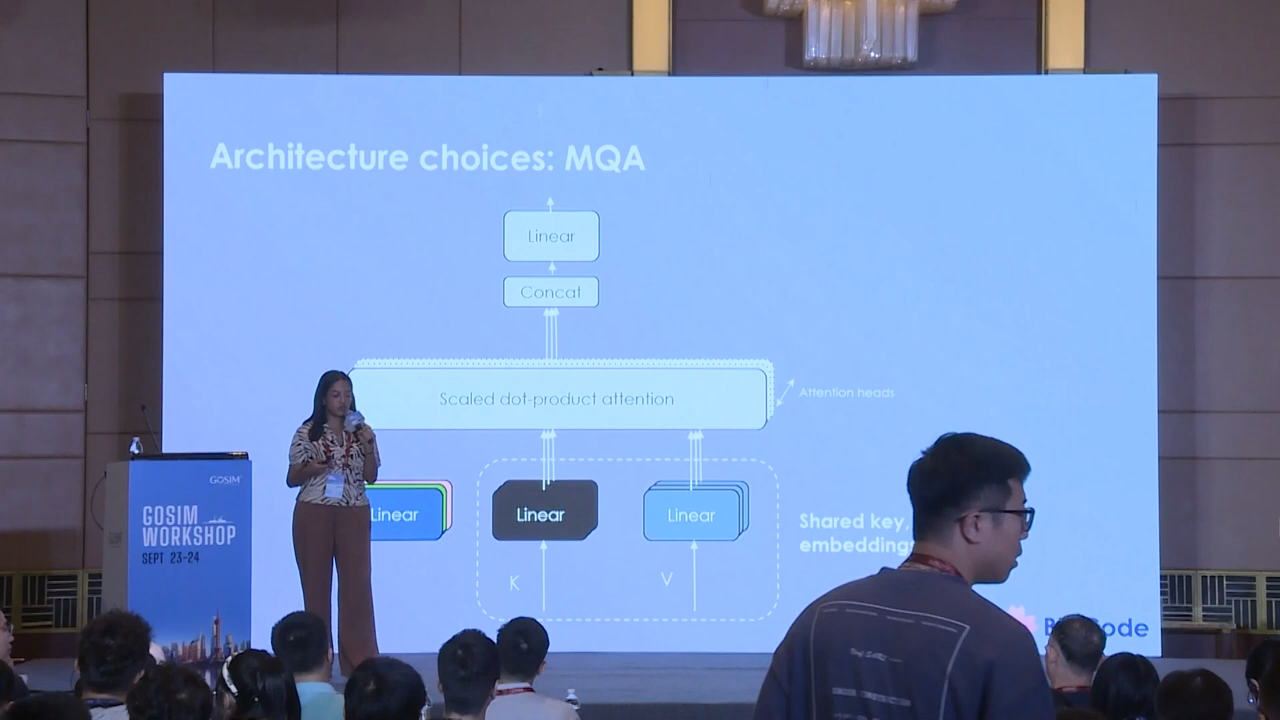 Architecture choices: MQA
Linear
Concat
Scaled dot-product attention
Attention heads
Linear
Linear
Linear
Shared key,
K
V
GOSIM
GOSIM
WORKSHOP
SEPT 23-24